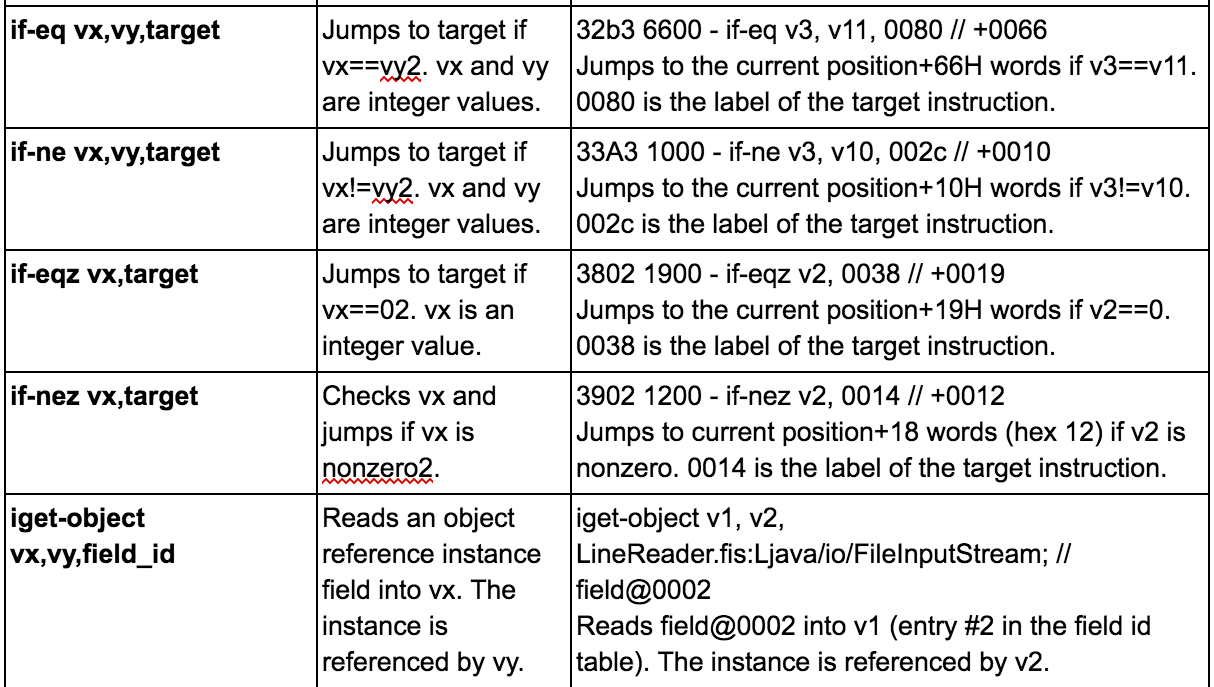 if-eq vx,vy,target
Jumps to target if
vx==vy2. vx and vy
are integer values.
32b3 6600 - if-eq v3, v11, 0080 // +0066
Jumps to the current position+66H words if v3==v11.
0080 is the label of the target instruction.
if-ne vx,vy,target
Jumps to target if
vx!=vy2. vx and vy
are integer values.
33A3 1000 - if-ne v3, v10, 002c // +0010
Jumps to the current position+10H words if v3!=v10.
002c is the label of the target instruction.
if-eqz vx,target
Jumps to target if
vx==02. vx is an
integer value.
3802 1900 - if-eqz v2, 0038 // +0019
Jumps to the current position+19H words if v2==0.
0038 is the label of the target instruction.
if-nez vx,target
Checks vx and
jumps if vx is
nonzero2.
3902 1200 - if-nez v2, 0014 // +0012
Jumps to current position+18 words (hex 12) if v2 is
nonzero. 0014 is the label of the target instruction.
iget-object
vx,vy,field_id
Reads an object
reference instance
field into vx. The
instance is
referenced by vy.
iget-object v1, v2,
LineReader.fis:Ljava/io/FileInputStream; //
field@0002
Reads field@0002 into v1 (entry #2 in the field id
table). The instance is referenced by v2.